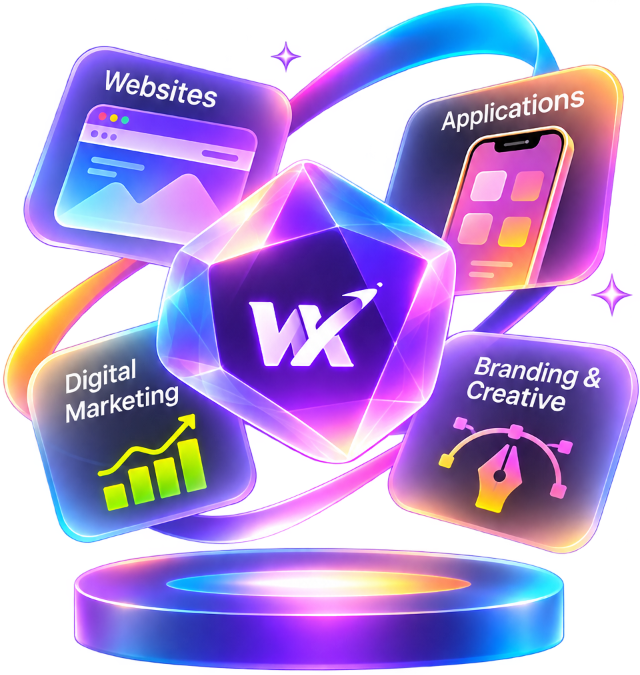 Websites
Applications
WX
Digital
Marketing
Branding &
Creative